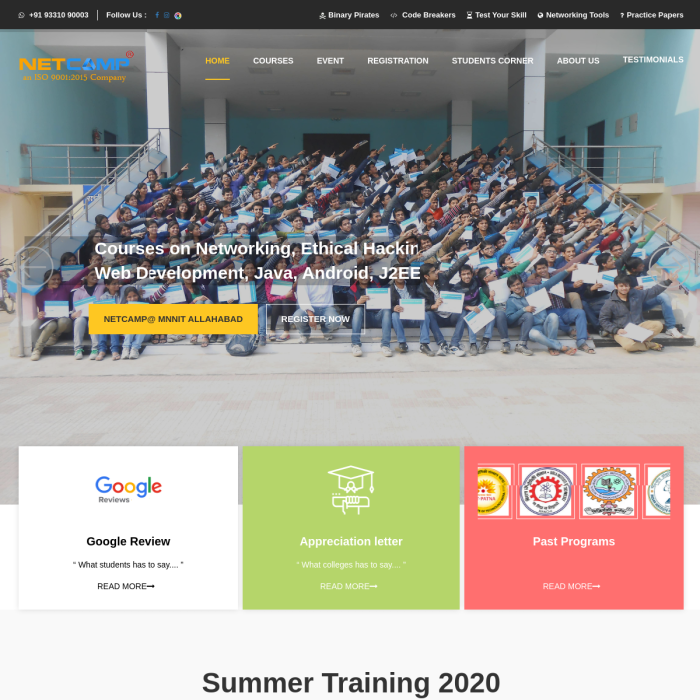 +91 93310 90003
Follow Us :
Binary Pirates
Code Breakers
Test Your Skill
Networking Tools
Practice Papers
NETCAMP
an ISO 9001:2015 Company
HOME
COURSES
EVENT
REGISTRATION
STUDENTS CORNER
ABOUT US
TESTIMONIALS
Courses on Networking, Ethical Hackin
Web Development, Java, Android, J2EE
NETCAMP@ MNNIT ALLAHABAD
REGISTER NOW
Google
Reviews
Google Review
“ What students has to say.... ”
READ MORE
Appreciation letter
“ What colleges has to say.... ”
READ MORE
PATNA
Past Programs
READ MORE
Summer Training 2020